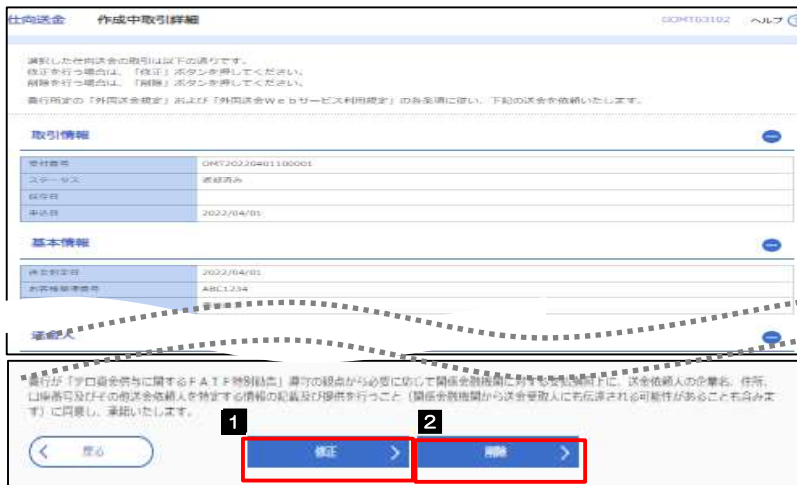 仕向送金 作成中取引詳細 GOMT63102 ヘルプ
選択した仕向送金の取引は以下の通りです。
修正を行う場合は、「修正」ボタンを押してください。
削除を行う場合は、「削除」ボタンを押してください。
貴行所定の「外国送金規定」および「外国送金Webサービス利用規定」の各条項に従い、下記の送金を依頼いたします。
取引情報
受付番号 OMT20220401100001
ステータス 差戻済み
保存日
申込日 2022/04/01
基本情報
送金指定日 2022/04/01
お客様整理番号 ABC1234
送金人
貴行が「テロ資金供与に関するFATF特別勧告」遵守の観点から必要に応じて関係金融機関に対する支払指図上に、送金依頼人の企業名、住所、
口座番号及びその他送金依頼人を特定する情報の記載及び提供を行うこと(関係金融機関から送金受取人にも伝達される可能性があることも含みま
す)に同意し、承諾いたします。
1 2
戻る 修正 削除